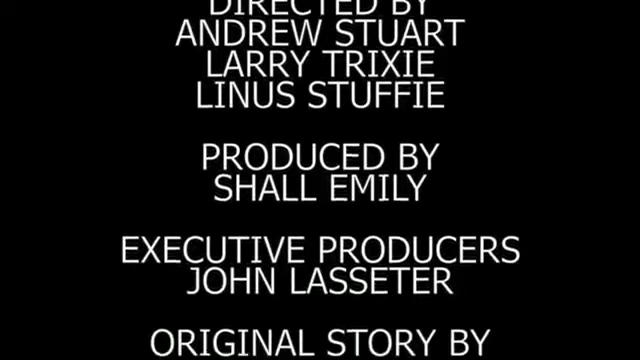 DIRECTED BY
ANDREW STUART
LARRY TRIXIE
LINUS STUFFIE
PRODUCED BY
SHALL EMILY
EXECUTIVE PRODUCERS
JOHN LASSETER
ORIGINAL STORY BY